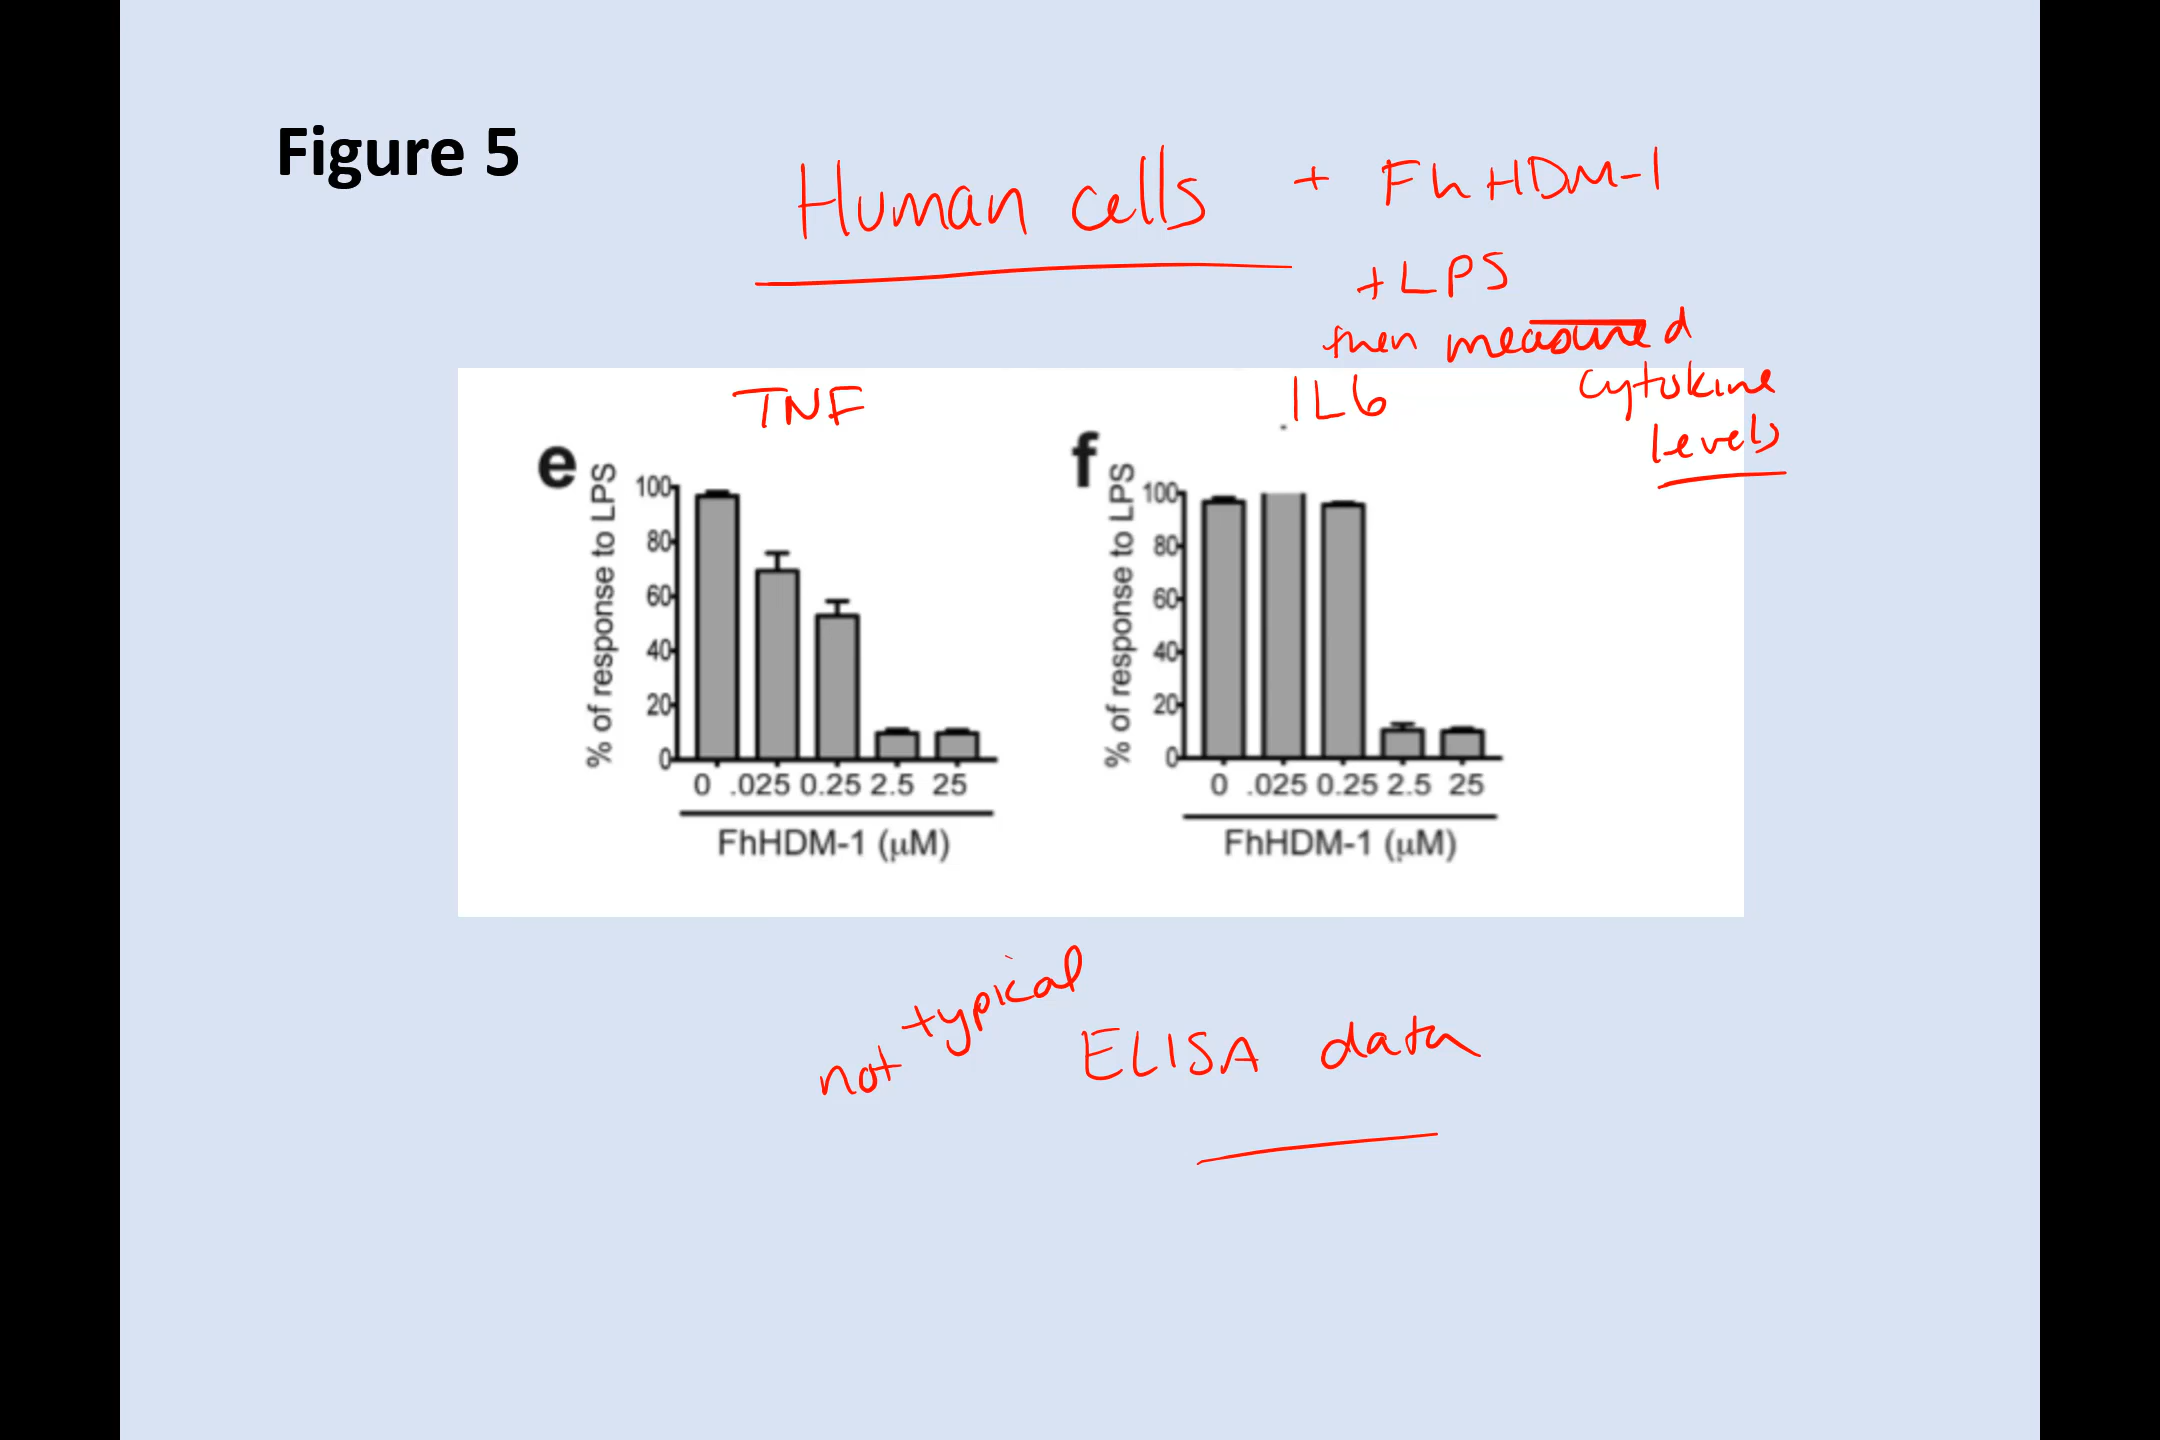 Figure 5
Human cells + FhHDM-1
+ LPS
then measured
cytokine
levels
TNF
IL6
e
% of response to LPS
100
80
60
40
20
0
0 .025 0.25 2.5 25
FhHDM-1 (μM)
f
% of response to LPS
100
80
60
40
20
0
0 .025 0.25 2.5 25
FhHDM-1 (μM)
not typical
ELISA data